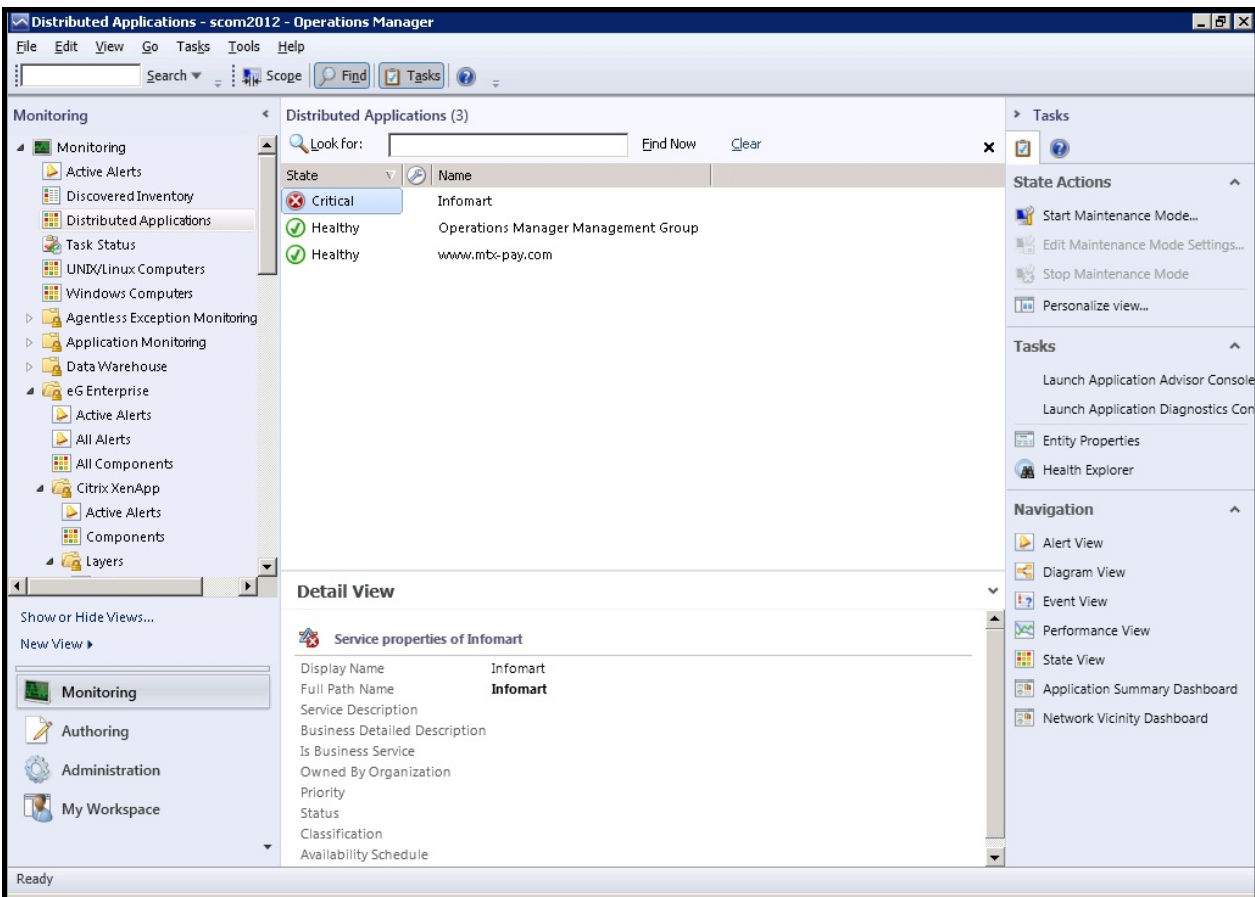 Distributed Applications - scom2012 - Operations Manager
File Edit View Go Tasks Tools Help
Search Scope Find Tasks
Monitoring
Monitoring
Active Alerts
Discovered Inventory
Distributed Applications
Task Status
UNIX/Linux Computers
Windows Computers
Agentless Exception Monitoring
Application Monitoring
Data Warehouse
eG Enterprise
Active Alerts
All Alerts
All Components
Citrix XenApp
Active Alerts
Components
Layers
Show or Hide Views...
New View
Monitoring
Authoring
Administration
My Workspace
Distributed Applications (3)
Look for: Find Now Clear
State Name
Critical Infomart
Healthy Operations Manager Management Group
Healthy www.mtx-pay.com
Detail View
Service properties of Infomart
Display Name Infomart
Full Path Name Infomart
Service Description
Business Detailed Description
Is Business Service
Owned By Organization
Priority
Status
Classification
Availability Schedule
Tasks
State Actions
Start Maintenance Mode...
Edit Maintenance Mode Settings...
Stop Maintenance Mode
Personalize view...
Tasks
Launch Application Advisor Console
Launch Application Diagnostics Con
Entity Properties
Health Explorer
Navigation
Alert View
Diagram View
Event View
Performance View
State View
Application Summary Dashboard
Network Vicinity Dashboard
Ready